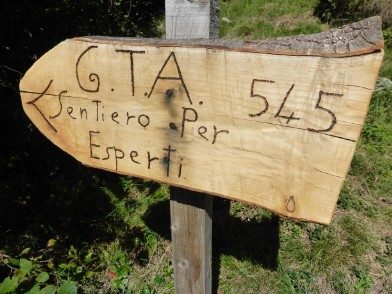 G.T.A. 545
Sentiero Per
Esperti